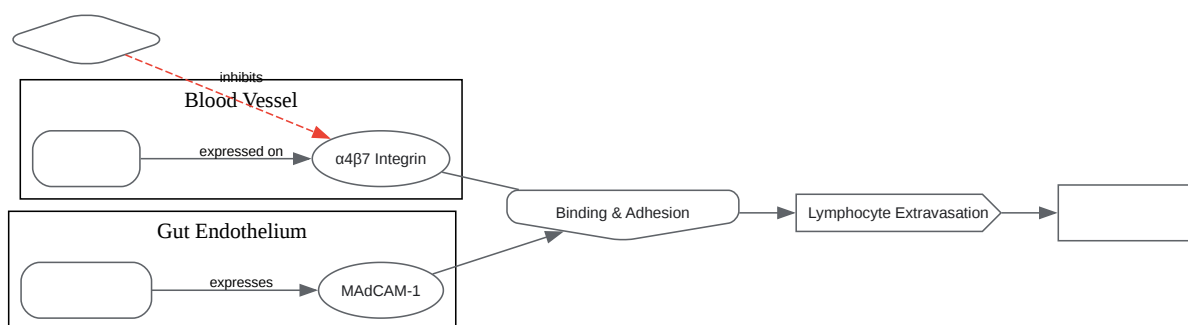 inhibits
Blood Vessel
expressed on
α4β7 Integrin
Binding & Adhesion
Lymphocyte Extravasation
Gut Endothelium
expresses
MAdCAM-1